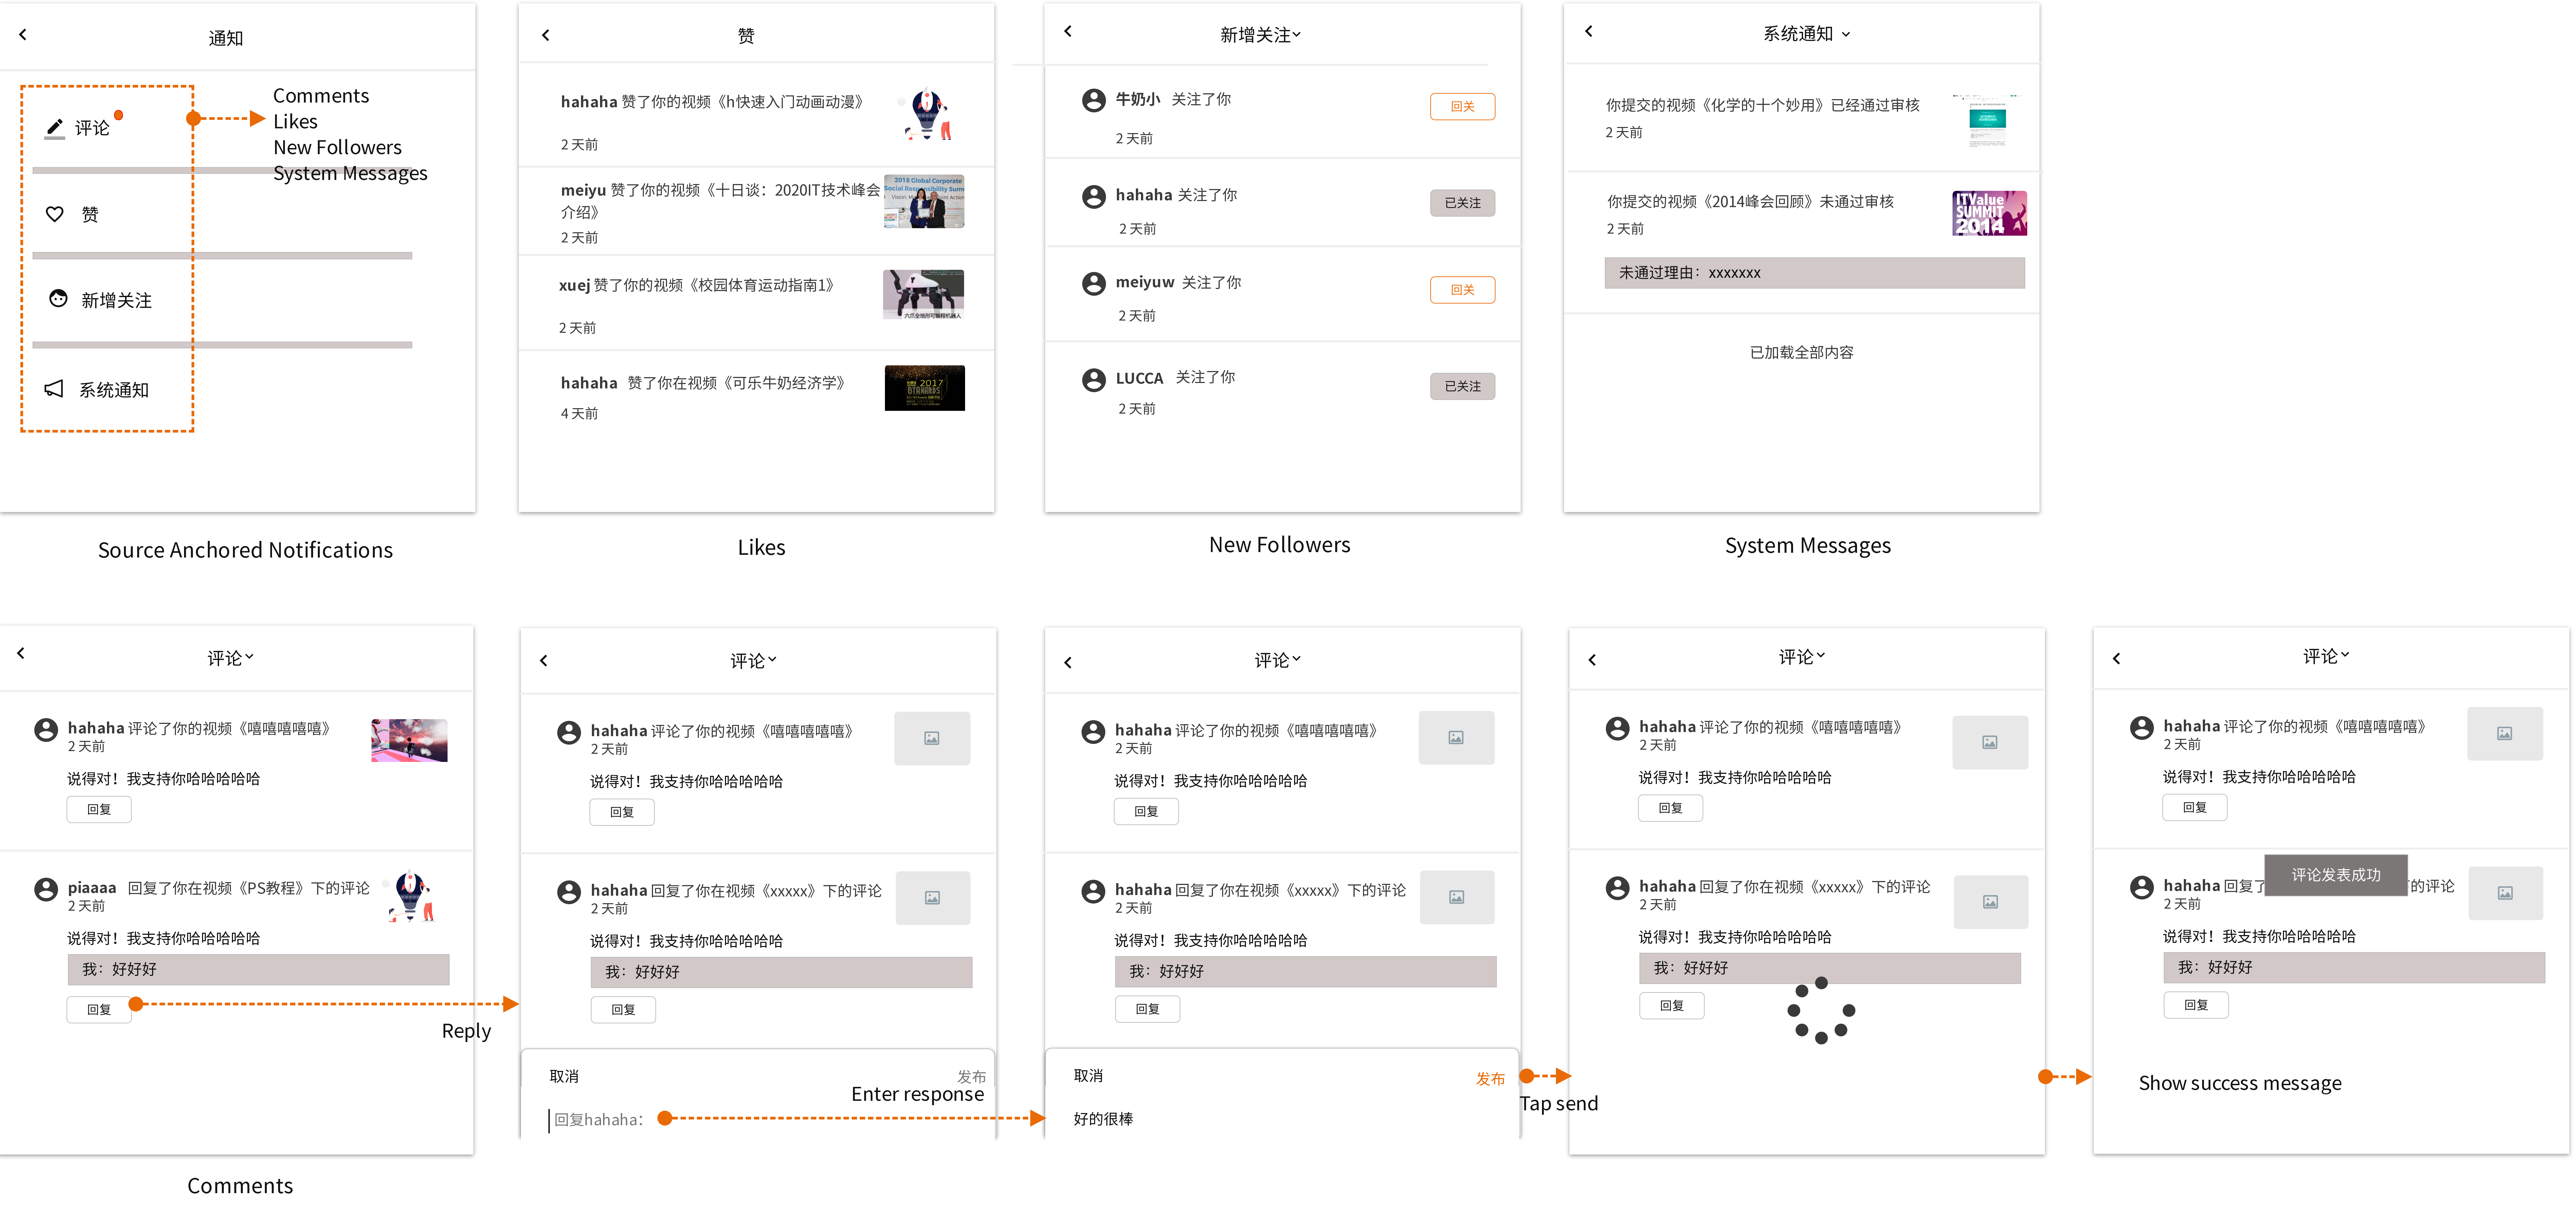 通知
评论
赞
新增关注
系统通知
Comments
Likes
New Followers
System Messages
Source Anchored Notifications
赞
hahaha 赞了你的视频《h快速入门动画动漫》
2 天前
meiyu 赞了你的视频《十日谈：2020IT技术峰会
介绍》
2 天前
2018 Global Corporate
Social Responsibility Summ
xuej 赞了你的视频《校园体育运动指南1》
2 天前
六爪全地形可编程机器人
hahaha 赞了你在视频《可乐牛奶经济学》
4 天前
2017
Likes
新增关注
牛奶小 关注了你
2 天前
回关
hahaha 关注了你
2 天前
已关注
meiyuw 关注了你
2 天前
回关
LUCCA 关注了你
2 天前
已关注
New Followers
系统通知
你提交的视频《化学的十个妙用》已经通过审核
2 天前
你提交的视频《2014峰会回顾》未通过审核
2 天前
ITValue
SUMMIT
2014
未通过理由：xxxxxxx
已加载全部内容
System Messages
评论
hahaha 评论了你的视频《嘻嘻嘻嘻嘻》
2 天前
说得对！我支持你哈哈哈哈哈
回复
piaaaa 回复了你在视频《PS教程》下的评论
2 天前
说得对！我支持你哈哈哈哈哈
我：好好好
回复
Reply
Comments
评论
hahaha 评论了你的视频《嘻嘻嘻嘻嘻》
2 天前
说得对！我支持你哈哈哈哈哈
回复
hahaha 回复了你在视频《xxxxx》下的评论
2 天前
说得对！我支持你哈哈哈哈哈
我：好好好
回复
取消
发布
Enter response
回复hahaha：
评论
hahaha 评论了你的视频《嘻嘻嘻嘻嘻》
2 天前
说得对！我支持你哈哈哈哈哈
回复
hahaha 回复了你在视频《xxxxx》下的评论
2 天前
说得对！我支持你哈哈哈哈哈
我：好好好
回复
取消
发布
好的很棒
Tap send
评论
hahaha 评论了你的视频《嘻嘻嘻嘻嘻》
2 天前
说得对！我支持你哈哈哈哈哈
回复
hahaha 回复了你在视频《xxxxx》下的评论
2 天前
说得对！我支持你哈哈哈哈哈
我：好好好
回复
评论
hahaha 评论了你的视频《嘻嘻嘻嘻嘻》
2 天前
说得对！我支持你哈哈哈哈哈
回复
评论发表成功
hahaha 回复了 的评论
2 天前
说得对！我支持你哈哈哈哈哈
我：好好好
回复
Show success message